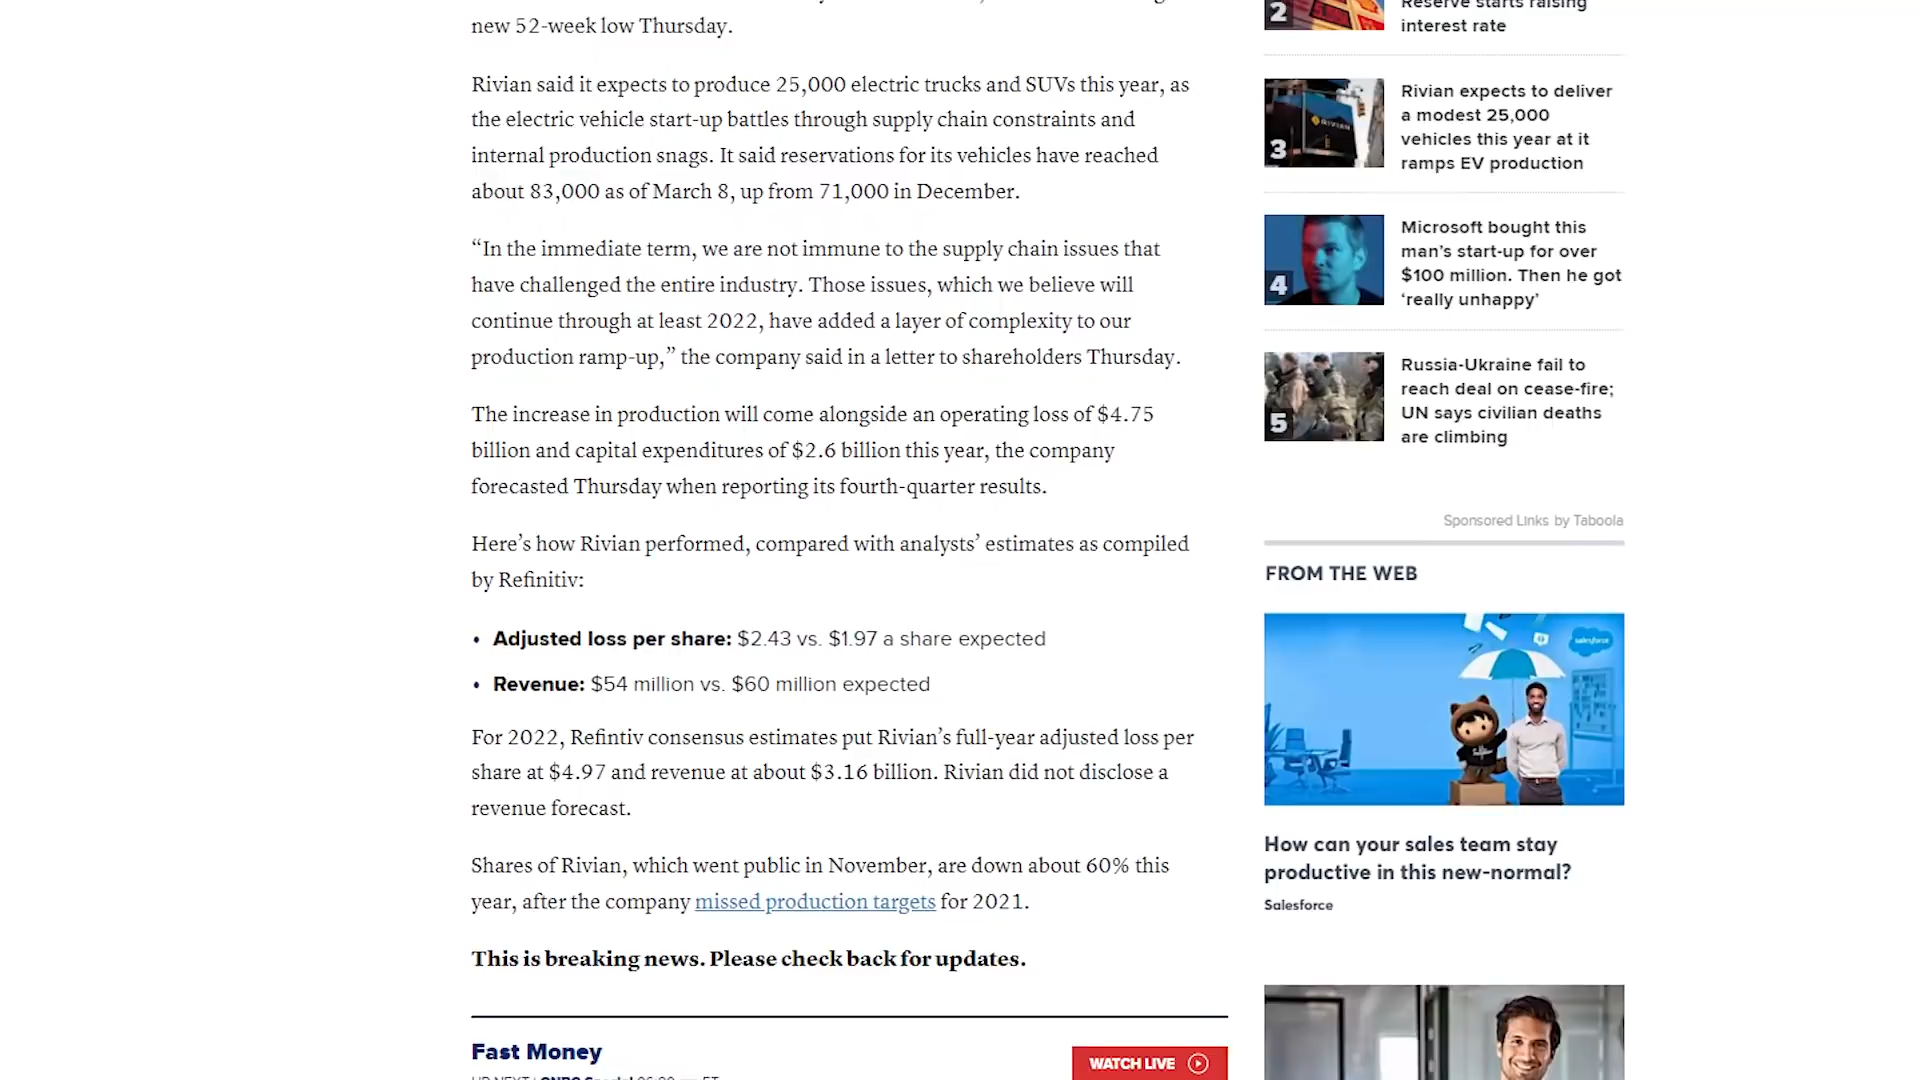 new 52-week low Thursday.
Rivian said it expects to produce 25,000 electric trucks and SUVs this year, as
the electric vehicle start-up battles through supply chain constraints and
internal production snags. It said reservations for its vehicles have reached
about 83,000 as of March 8, up from 71,000 in December.
“In the immediate term, we are not immune to the supply chain issues that
have challenged the entire industry. Those issues, which we believe will
continue through at least 2022, have added a layer of complexity to our
production ramp-up,” the company said in a letter to shareholders Thursday.
The increase in production will come alongside an operating loss of $4.75
billion and capital expenditures of $2.6 billion this year, the company
forecasted Thursday when reporting its fourth-quarter results.
Here’s how Rivian performed, compared with analysts’ estimates as compiled
by Refinitiv:
• Adjusted loss per share: $2.43 vs. $1.97 a share expected
• Revenue: $54 million vs. $60 million expected
For 2022, Refintiv consensus estimates put Rivian’s full-year adjusted loss per
share at $4.97 and revenue at about $3.16 billion. Rivian did not disclose a
revenue forecast.
Shares of Rivian, which went public in November, are down about 60% this
year, after the company missed production targets for 2021.
This is breaking news. Please check back for updates.
Fast Money
WATCH LIVE
2
Reserve starts raising
interest rate
3
RIVIAN
Rivian expects to deliver
a modest 25,000
vehicles this year at it
ramps EV production
4
Microsoft bought this
man’s start-up for over
$100 million. Then he got
‘really unhappy’
5
Russia-Ukraine fail to
reach deal on cease-fire;
UN says civilian deaths
are climbing
Sponsored Links by Taboola
FROM THE WEB
salesforce
How can your sales team stay
productive in this new-normal?
Salesforce